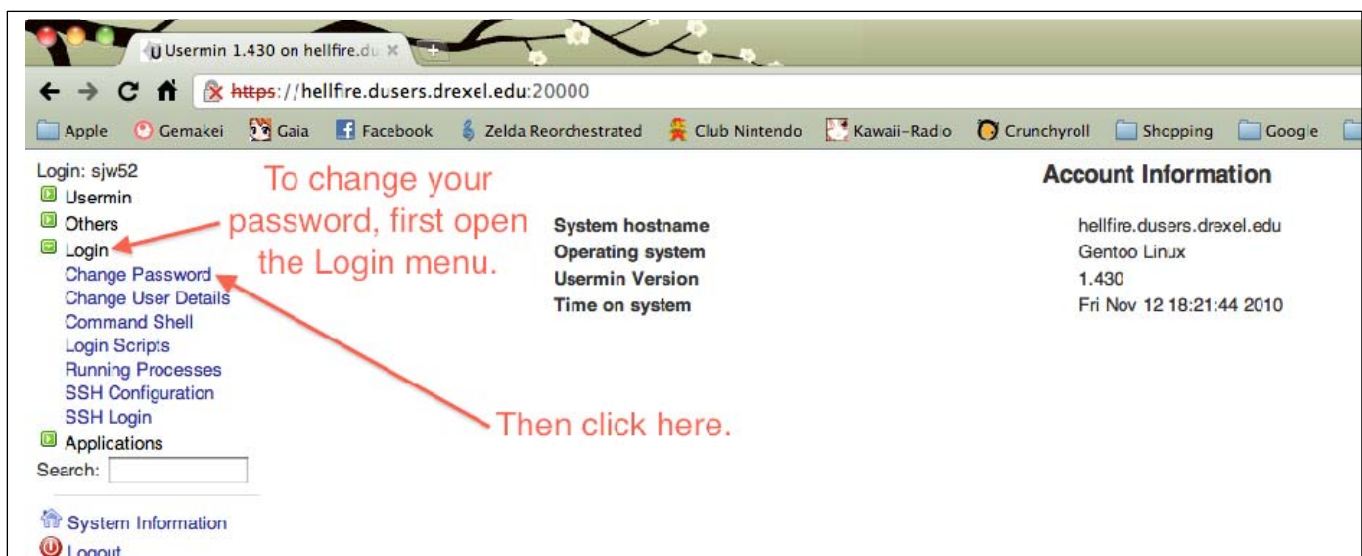 Usermin 1.430 on hellfire.du
https://hellfire.dusers.drexel.edu:20000
Apple Gemakei Gaia Facebook Zelda Reorchestrated Club Nintendo Kawaii-Radio Crunchyroll Shopping Google
Login: sjw52
Usermin
Others
Login
Change Password
Change User Details
Command Shell
Login Scripts
Running Processes
SSH Configuration
SSH Login
Applications
Search:
System Information
Logout
To change your
password, first open
the Login menu.
Then click here.
Account Information
System hostname hellfire.dusers.drexel.edu
Operating system Gentoo Linux
Usermin Version 1.430
Time on system Fri Nov 12 18:21:44 2010